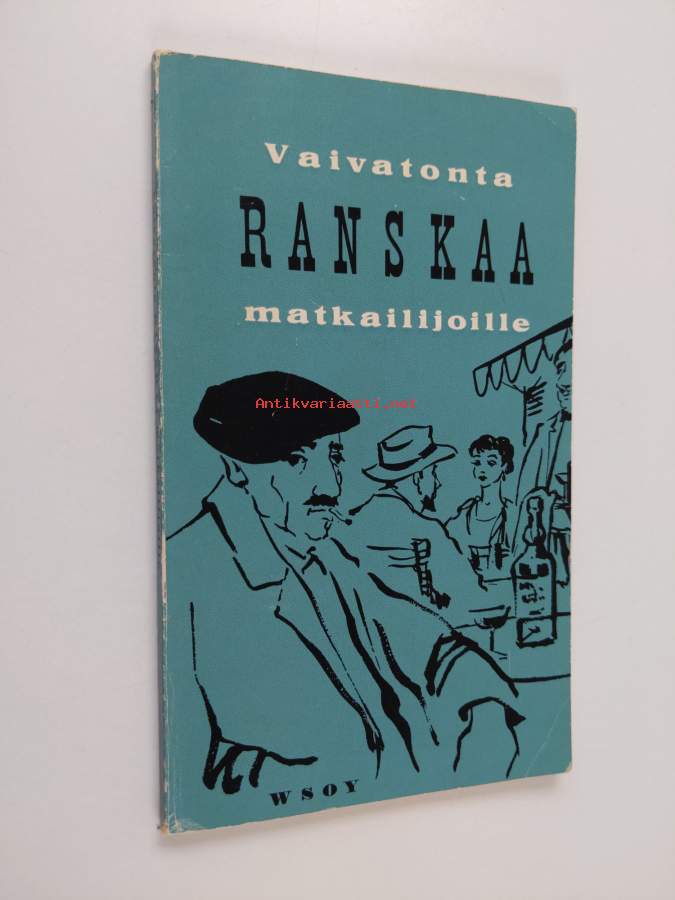 Vaivatonta
RANSKAA
matkailijoille
Antikvariaatti.net
WSOY